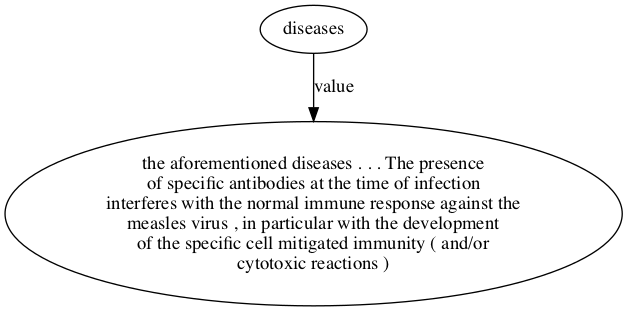 diseases
value
the aforementioned diseases . . . The presence
of specific antibodies at the time of infection
interferes with the normal immune response against the
measles virus , in particular with the development
of the specific cell mitigated immunity ( and/or
cytotoxic reactions )